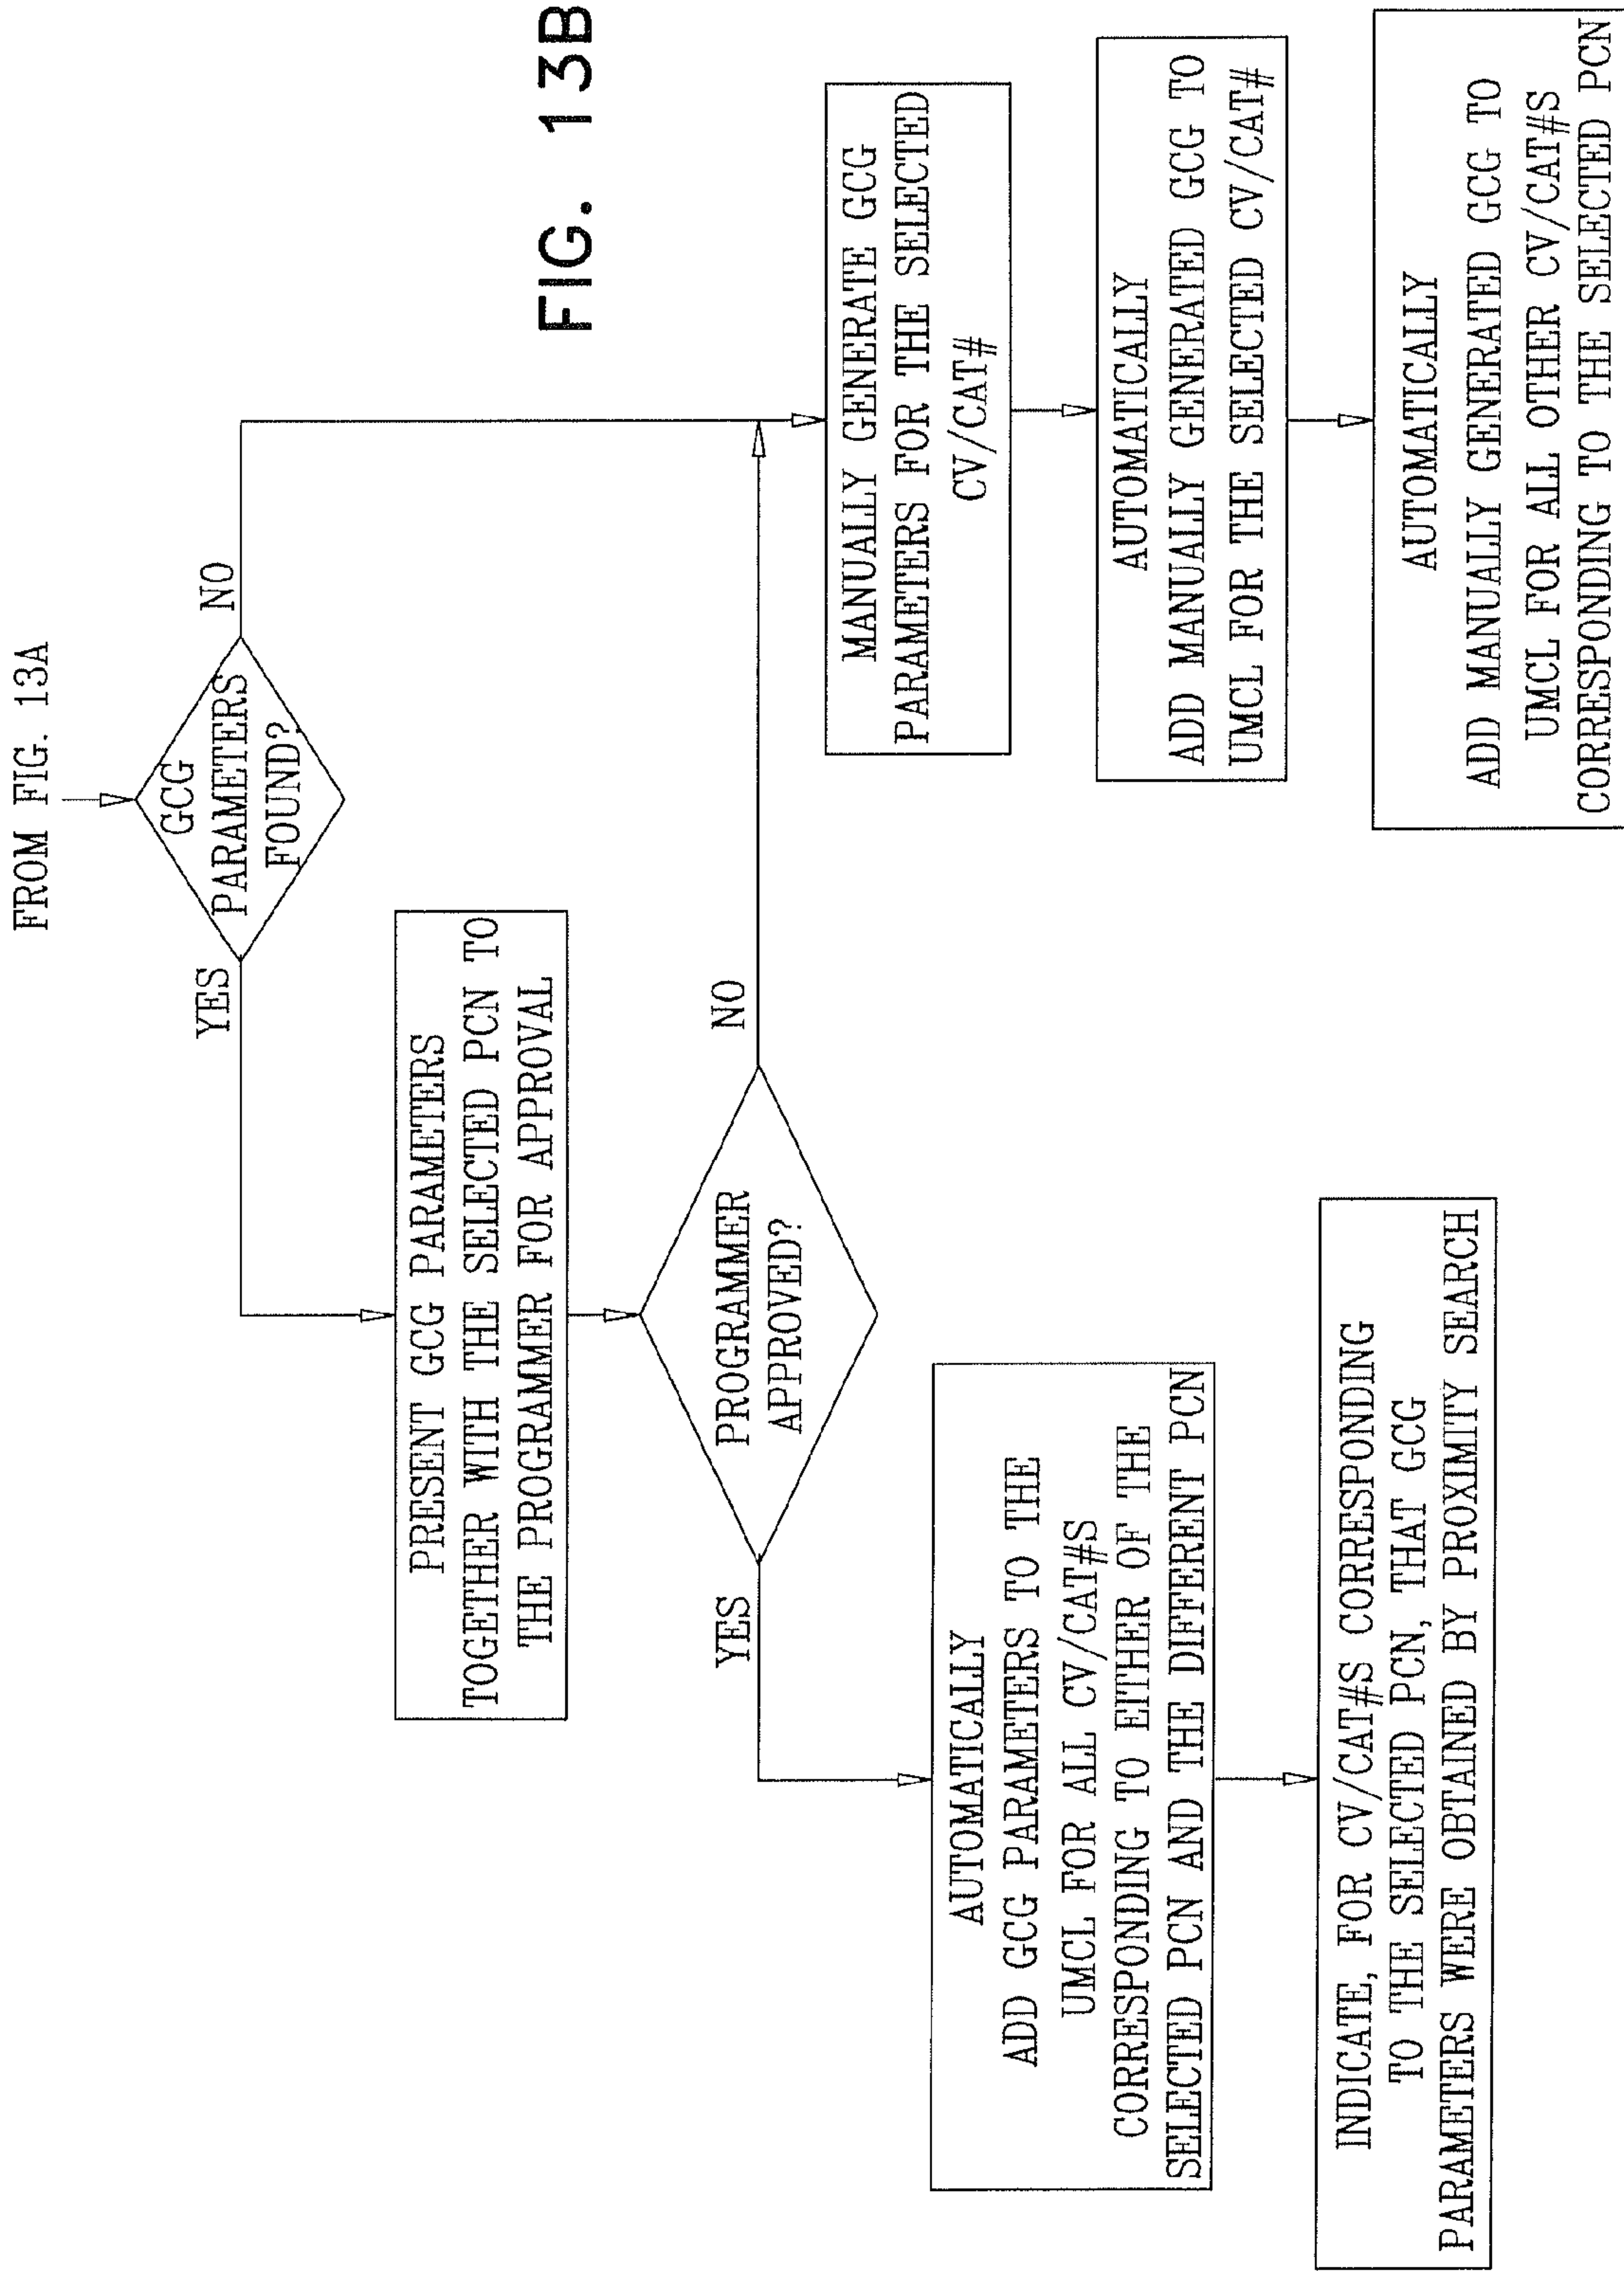 FROM FIG. 13A
GCG
PARAMETERS
FOUND?
YES
NO
PRESENT GCG PARAMETERS
TOGETHER WITH THE SELECTED PCN TO
THE PROGRAMMER FOR APPROVAL
PROGRAMMER
APPROVED?
YES
NO
AUTOMATICALLY
ADD GCG PARAMETERS TO THE
UMCL FOR ALL CV/CAT#S
CORRESPONDING TO EITHER OF THE
SELECTED PCN AND THE DIFFERENT PCN
INDICATE, FOR CV/CAT#S CORRESPONDING
TO THE SELECTED PCN, THAT GCG
PARAMETERS WERE OBTAINED BY PROXIMITY SEARCH
MANUALLY GENERATE GCG
PARAMETERS FOR THE SELECTED
CV/CAT#
AUTOMATICALLY
ADD MANUALLY GENERATED GCG TO
UMCL FOR THE SELECTED CV/CAT#
AUTOMATICALLY
ADD MANUALLY GENERATED GCG TO
UMCL FOR ALL OTHER CV/CAT#S
CORRESPONDING TO THE SELECTED PCN
FIG. 13B